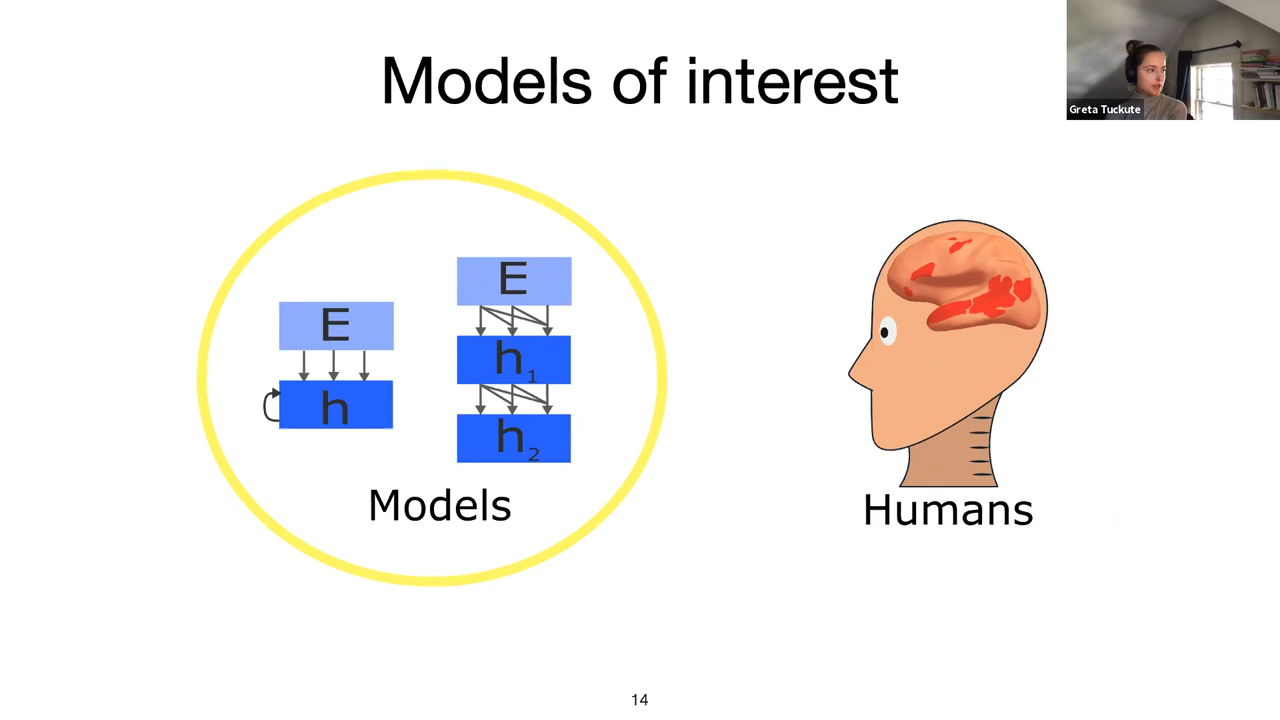 Models of interest
Greta Tuckute
E
h
E
h1
h2
Models
Humans
14